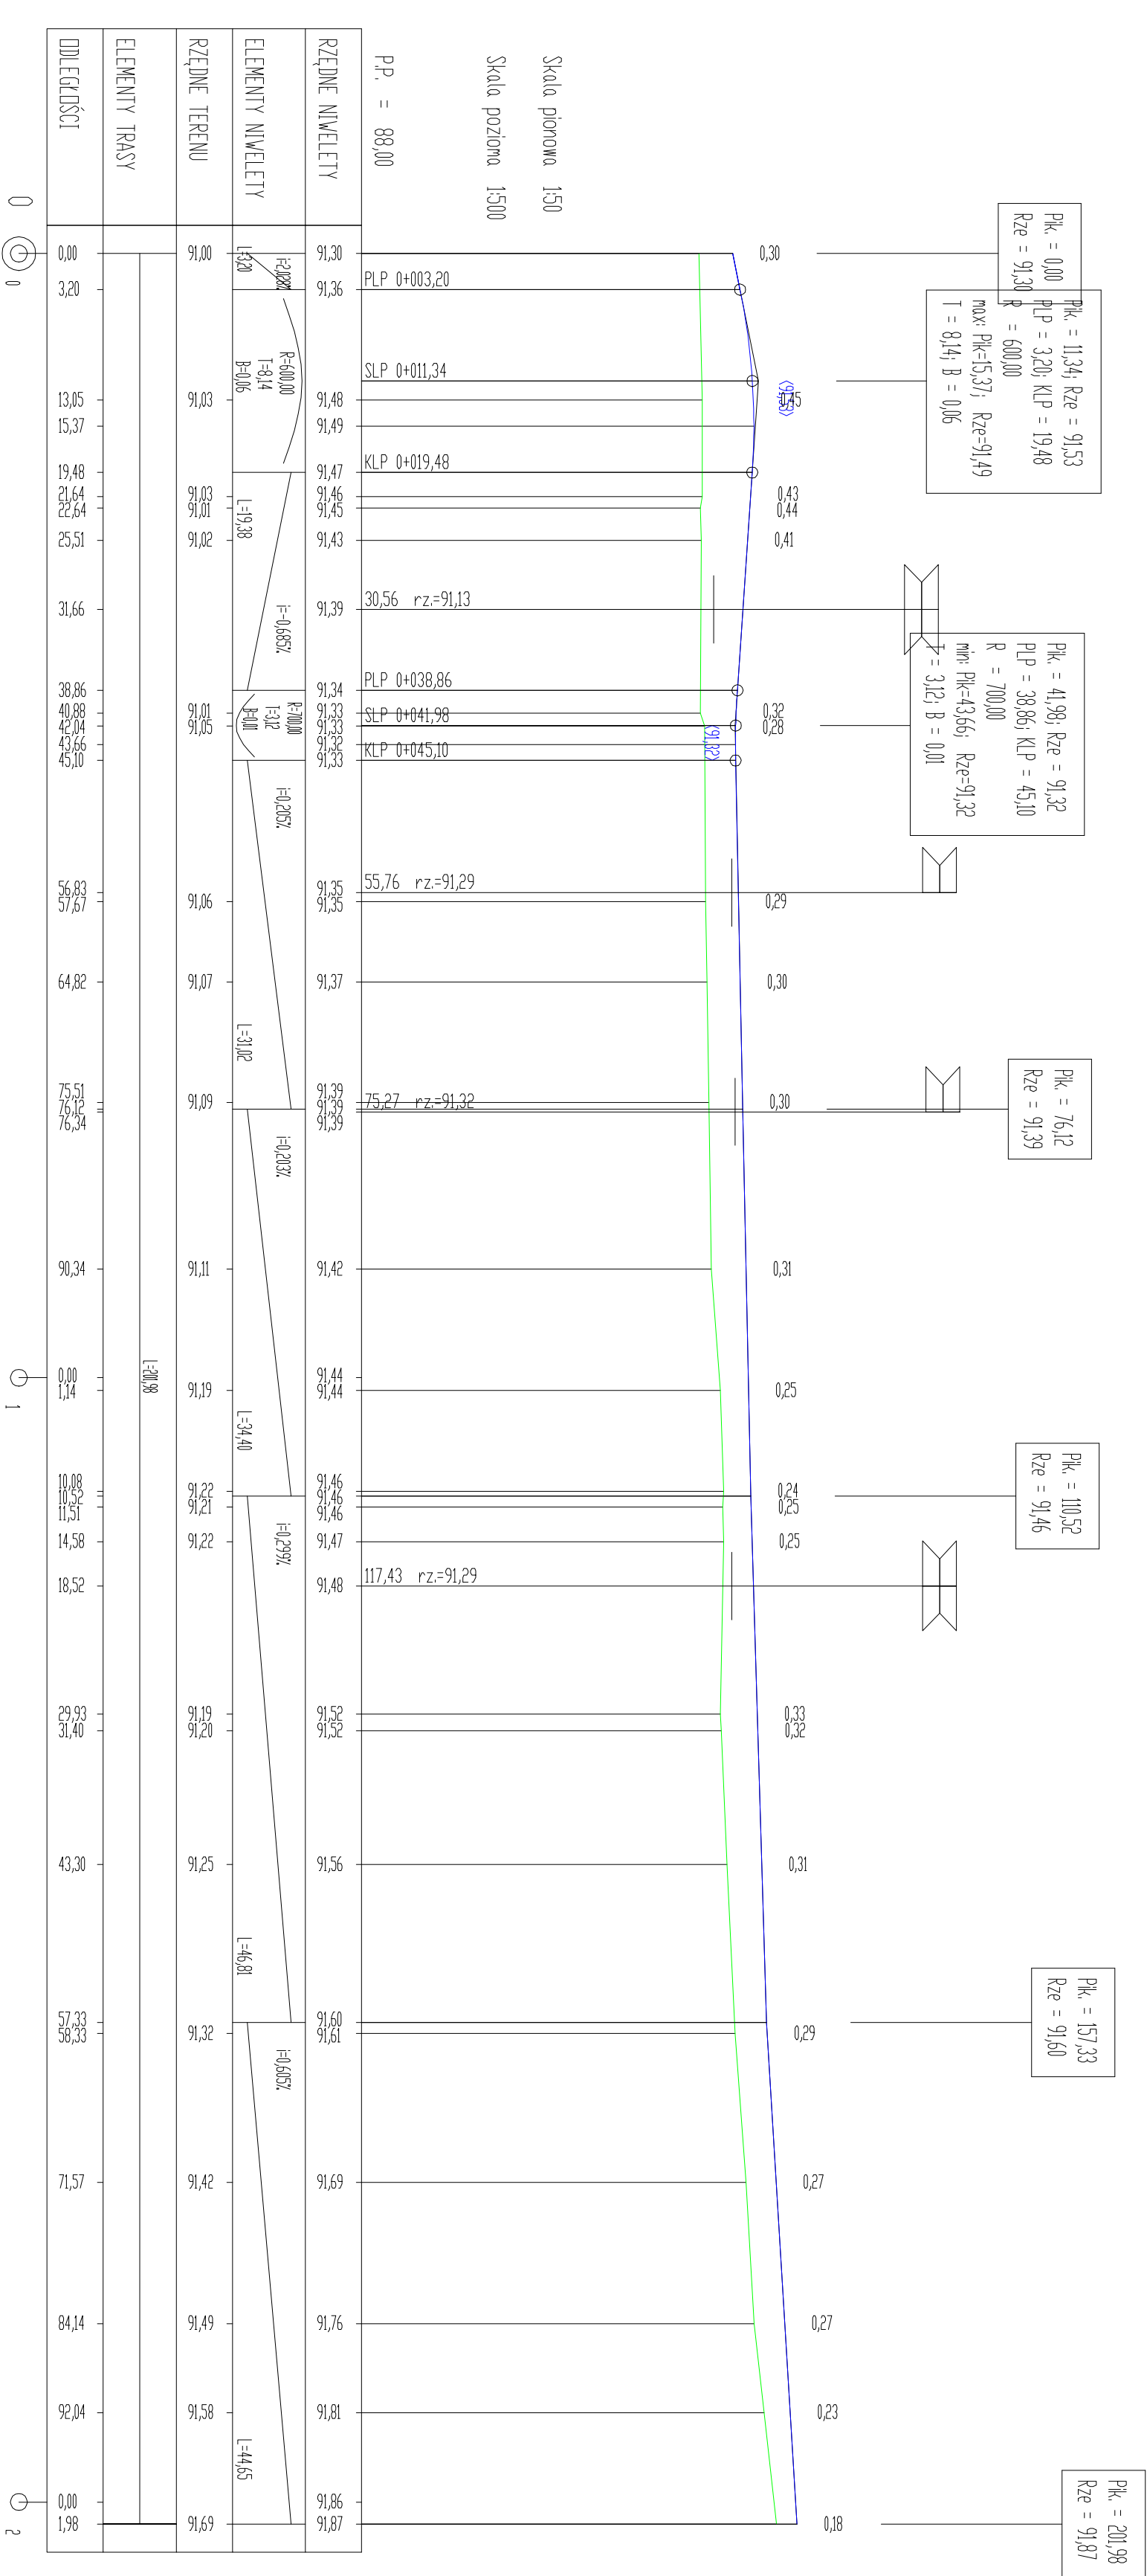 Pik. = 0,00
Rze = 91,30
Pik. = 11,34; Rze = 91,53
PLP = 3,20; KLP = 19,48
R = 600,00
max: Pik=15,37; Rze=91,49
T = 8,14; B = 0,06
Pik. = 41,98; Rze = 91,32
PLP = 38,86; KLP = 45,10
R = 700,00
min: Pik=43,66; Rze=91,32
T = 3,12; B = 0,01
Pik. = 76,12
Rze = 91,39
Pik. = 110,52
Rze = 91,46
Pik. = 157,33
Rze = 91,60
Pik. = 201,98
Rze = 91,87
0,30 0,45 0,43 0,44 0,41 0,32 0,28 0,29 0,30 0,30 0,31 0,25 0,24 0,25 0,25 0,33 0,32 0,31 0,29 0,27 0,27 0,23 0,18
<91,32>
Skala pionowa 1:50
Skala pozioma 1:500
P.P. = 88,00
PLP 0+003,20
SLP 0+011,34
KLP 0+019,48
30,56 rz.=91,13
PLP 0+038,86
SLP 0+041,98
KLP 0+045,10
55,76 rz.=91,29
75,27 rz.=91,32
117,43 rz.=91,29
RZĘDNE NIWELETY 91,30 91,36 91,48 91,49 91,47 91,46 91,45 91,43 91,39 91,34 91,33 91,33 91,32 91,33 91,35 91,35 91,37 91,39 91,39 91,39 91,42 91,44 91,44 91,46 91,46 91,46 91,47 91,48 91,52 91,52 91,56 91,60 91,61 91,69 91,76 91,81 91,86 91,87
ELEMENTY NIWELETY
i=2,028% L=3,20
R=600,00
T=8,14
B=0,06
i=-0,685% L=19,38
R=700,00
T=3,12
B=0,01
i=0,205% L=31,02
i=0,203% L=34,40
i=0,299% L=46,81
i=0,605% L=44,65
RZĘDNE TERENU 91,00 91,03 91,03 91,01 91,02 91,01 91,05 91,06 91,07 91,09 91,11 91,19 91,22 91,21 91,22 91,19 91,20 91,25 91,32 91,42 91,49 91,58 91,69
ELEMENTY TRASY L=201,98
ODLEGŁOŚCI 0,00 3,20 13,05 15,37 19,48 21,64 22,64 25,51 31,66 38,86 40,88 42,04 43,66 45,10 56,83 57,67 64,82 75,51 76,12 76,34 90,34 0,00 1,14 10,08 10,52 11,51 14,58 18,52 29,93 31,40 43,30 57,33 58,33 71,57 84,14 92,04 0,00 1,98
0 0 1 2